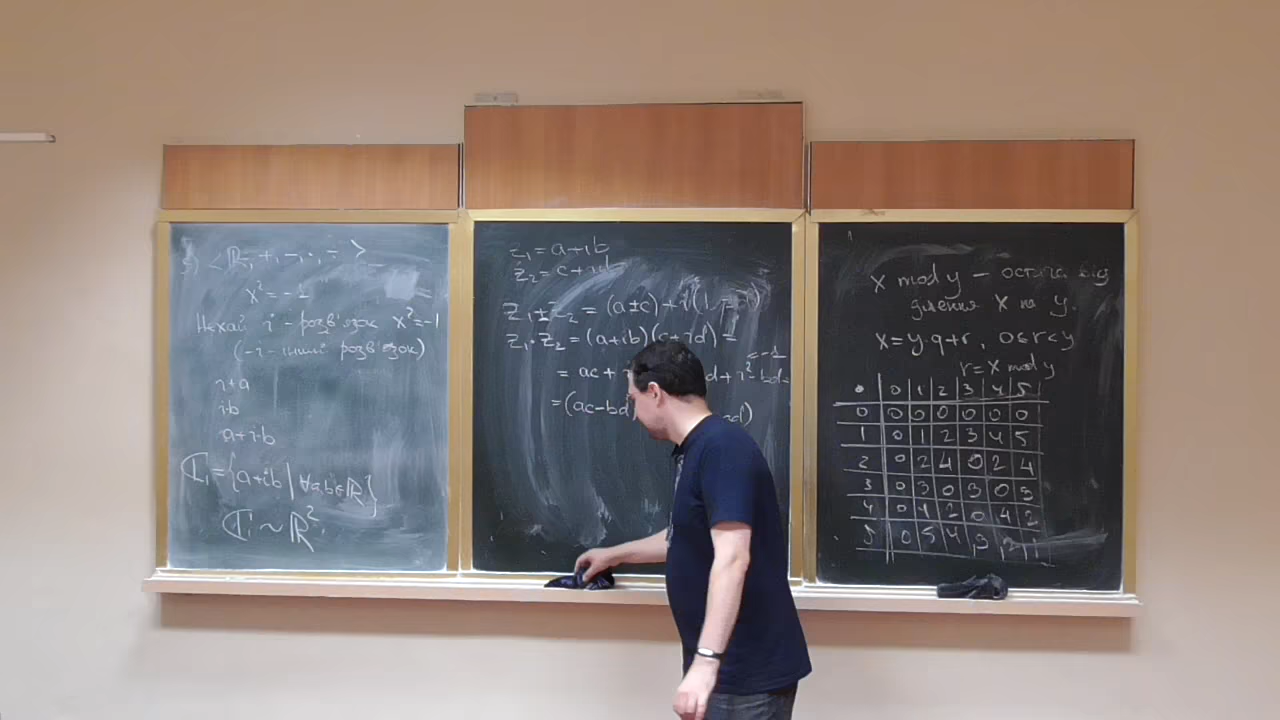 x² = -1
Нехай i - розв'язок x² = -1
(-i - інший розв'язок)
i+a
i·b
a+i·b
ℂ₁ = {a+ib | ∀a,b∈ℝ}
ℂ₁ ~ ℝ²
z₁ = a+ib
z₂ = c+id
z₁ ± z₂ = (a±c)+i(
z₁·z₂ = (a+ib)(c+id) =
= ac +
= (ac-bd
x mod y - остача від
ділення x на y.
x = y·q+r, 0≤r<y
r = x mod y
• 0 1 2 3 4 5
0 0 0 0 0 0 0
1 0 1 2 3 4 5
2 0 2 4 0 2 4
3 0 3 0 3 0 3
4 0 4 2 0 4 2
5 0 5 4 3 2 1